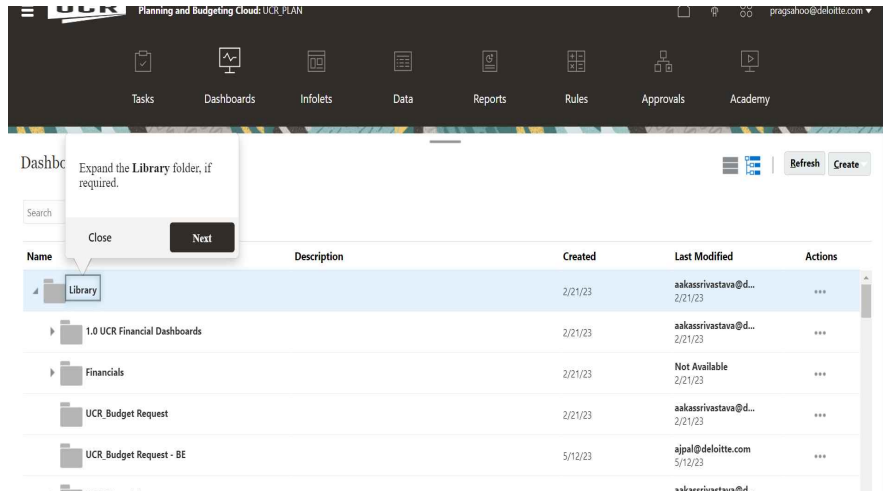 UCR Planning and Budgeting Cloud: UCR_PLAN pragsahoo@deloitte.com
Tasks Dashboards Infolets Data Reports Rules Approvals Academy
Dashbo
Expand the Library folder, if
required.
Refresh Create
Search
Close Next
Name Description Created Last Modified Actions
Library 2/21/23 aakassrivastava@d...
2/21/23
1.0 UCR Financial Dashboards 2/21/23 aakassrivastava@d...
2/21/23
Financials 2/21/23 Not Available
2/21/23
UCR_Budget Request 2/21/23 aakassrivastava@d...
2/21/23
UCR_Budget Request - BE 5/12/23 ajpal@deloitte.com
5/12/23
aakassrivastava@d